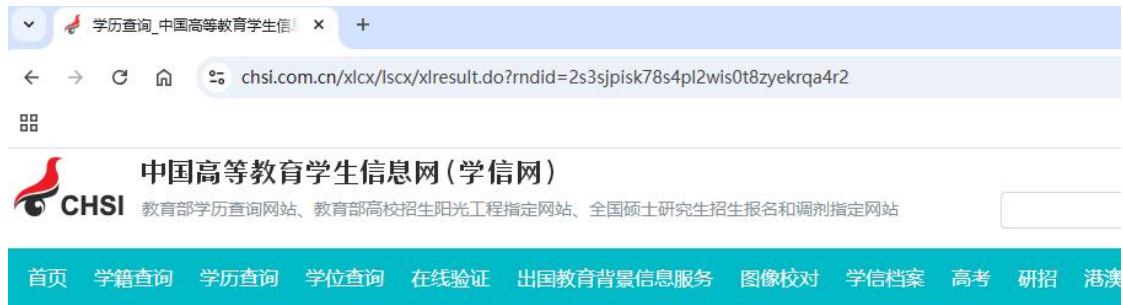 学历查询_中国高等教育学生信
chsi.com.cn/xlcx/lscx/xlresult.do?rndid=2s3sjpisk78s4pl2wis0t8zyekrqa4r2
中国高等教育学生信息网(学信网)
CHSI 教育部学历查询网站、教育部高校招生阳光工程指定网站、全国硕士研究生招生报名和调剂指定网站
首页 学籍查询 学历查询 学位查询 在线验证 出国教育背景信息服务 图像校对 学信档案 高考 研招 港澳